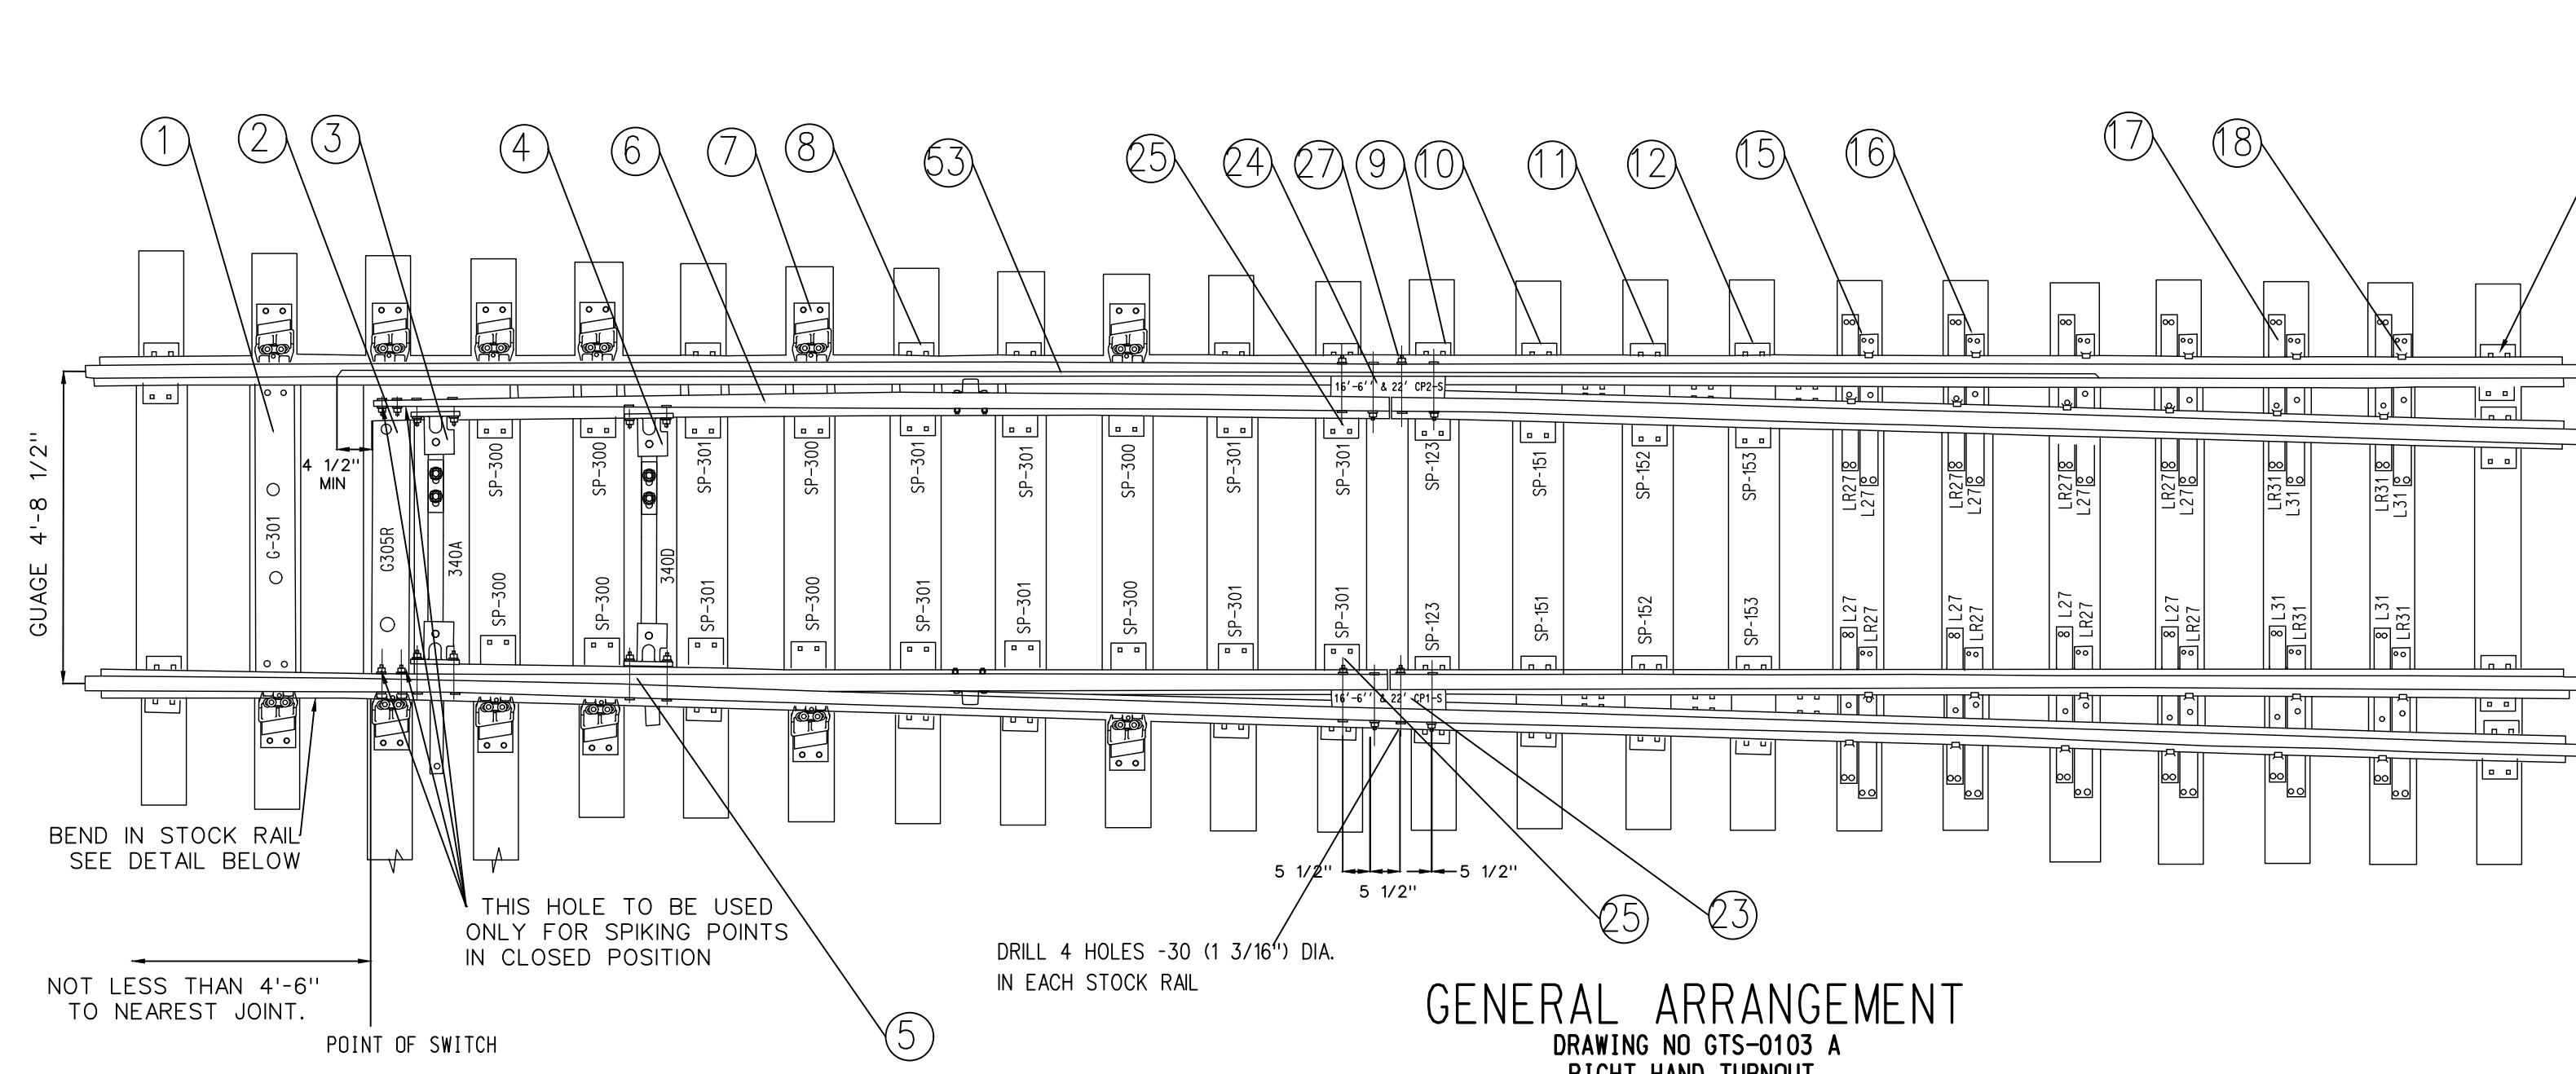 1 2 3 4 6 7 8 53 25 24 27 9 10 11 12 15 16 17 18
GUAGE 4'-8 1/2"
4 1/2"
MIN
16'-6" & 22' CP2-S
G-301
G305R
340A
SP-300
SP-300
340D
SP-301
SP-300
SP-301
SP-301
SP-300
SP-301
SP-301
SP-123
SP-151
SP-152
SP-153
LR27 L27
LR27 L27
LR27 L27
LR27 L27
LR31 L31
LR31 L31
SP-300
SP-300
SP-301
SP-300
SP-301
SP-301
SP-300
SP-301
SP-301
SP-123
SP-151
SP-152
SP-153
L27 LR27
L27 LR27
L27 LR27
L27 LR27
L31 LR31
L31 LR31
16'-6" & 22' CP1-S
BEND IN STOCK RAIL
SEE DETAIL BELOW
5 1/2" 5 1/2"
5 1/2"
THIS HOLE TO BE USED
ONLY FOR SPIKING POINTS
IN CLOSED POSITION
25 23
DRILL 4 HOLES -30 (1 3/16") DIA.
IN EACH STOCK RAIL
NOT LESS THAN 4'-6"
TO NEAREST JOINT.
POINT OF SWITCH
5
GENERAL ARRANGEMENT
DRAWING NO GTS-0103 A
RIGHT HAND TURNOUT